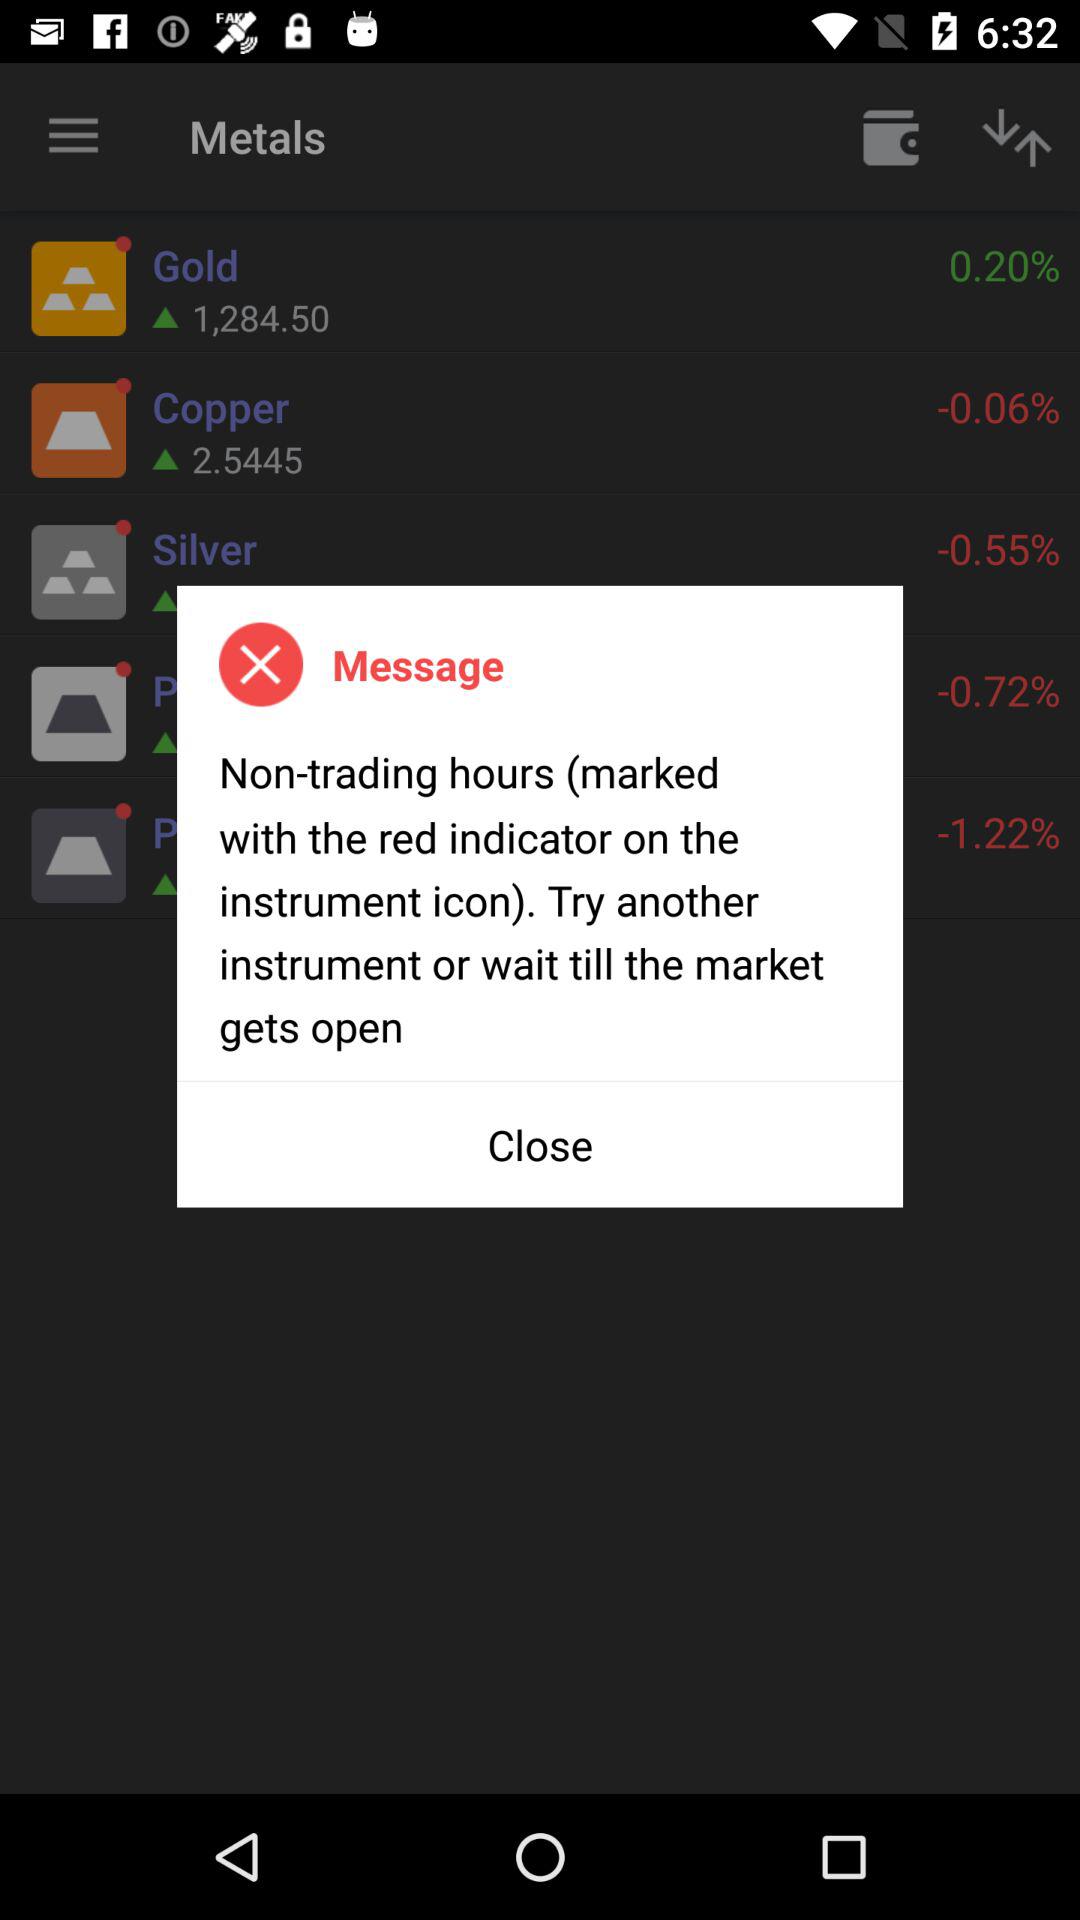 FAKE
6:32
Metals
Gold
0.20%
1,284.50
Copper
-0.06%
2.5445
Silver
-0.55%
-0.72%
-1.22%
Message
Non-trading hours (marked
with the red indicator on the
instrument icon). Try another
instrument or wait till the market
gets open
Close